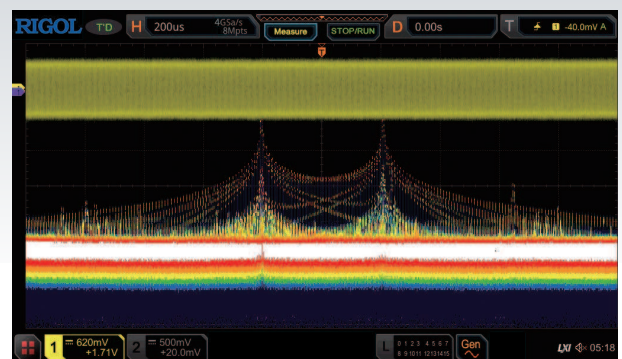 RIGOL T'D H 200us 4GSa/s 8Mpts Measure STOP/RUN D 0.00s T 1 -40.0mV A
T
1 = 620mV +1.71V 2 = 500mV +20.0mV L 0 1 2 3 4 5 6 7 8 9 10 11 12 13 14 15 Gen LXI 05:18